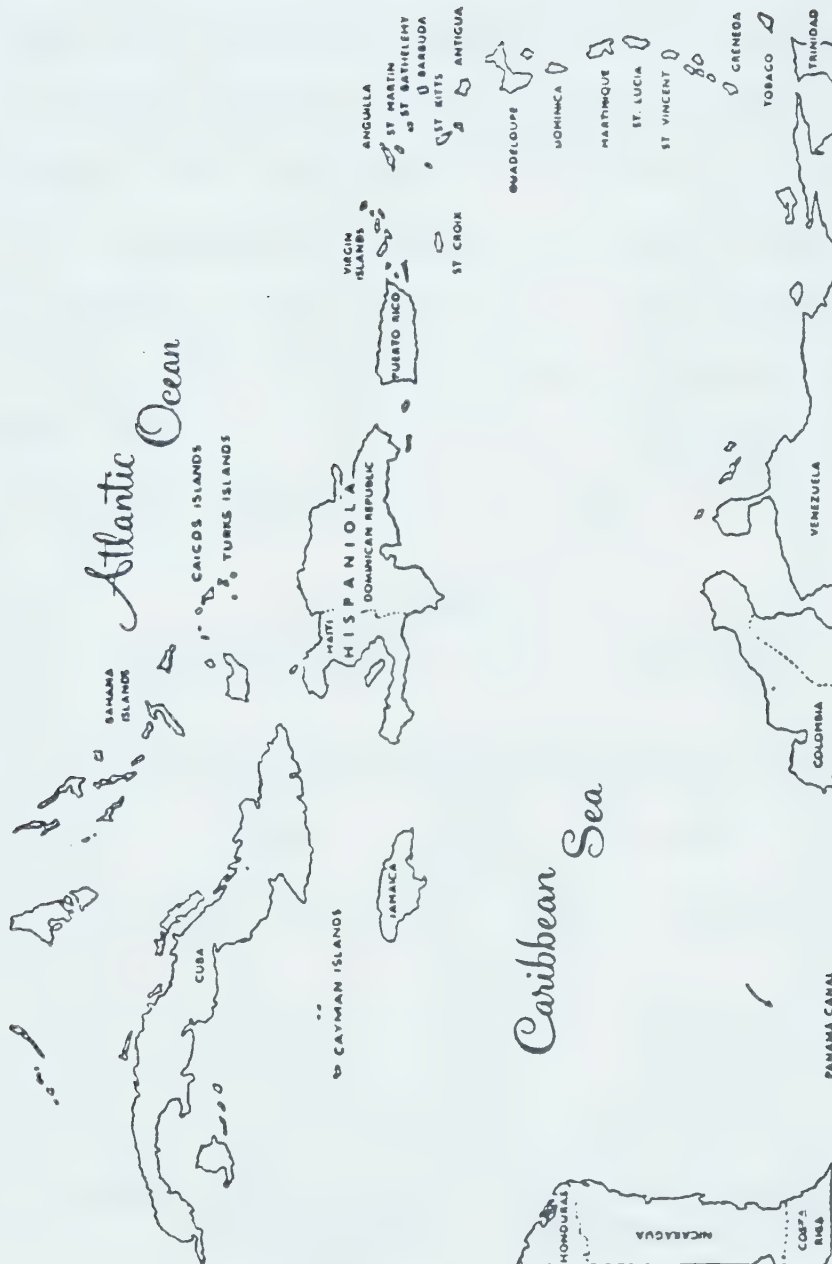 Atlantic
Ocean
BAHAMA
ISLANDS
CAICOS ISLANDS
TURKS ISLANDS
CUBA
CAYMAN ISLANDS
JAMAICA
HAITI
HISPANIOLA
DOMINICAN REPUBLIC
PUERTO RICO
VIRGIN
ISLANDS
ST CROIX
ANGUILLA
ST MARTIN
ST BATHELEMY
BARBUDA
ST KITTS
ANTIGUA
GUADELOUPE
DOMINICA
MARTINIQUE
ST. LUCIA
ST VINCENT
GRENEDA
TOBAGO
TRINIDAD
Caribbean
Sea
HONDURAS
NICARAGUA
COSTA
RICA
PANAMA CANAL
COLOMBIA
VENEZUELA